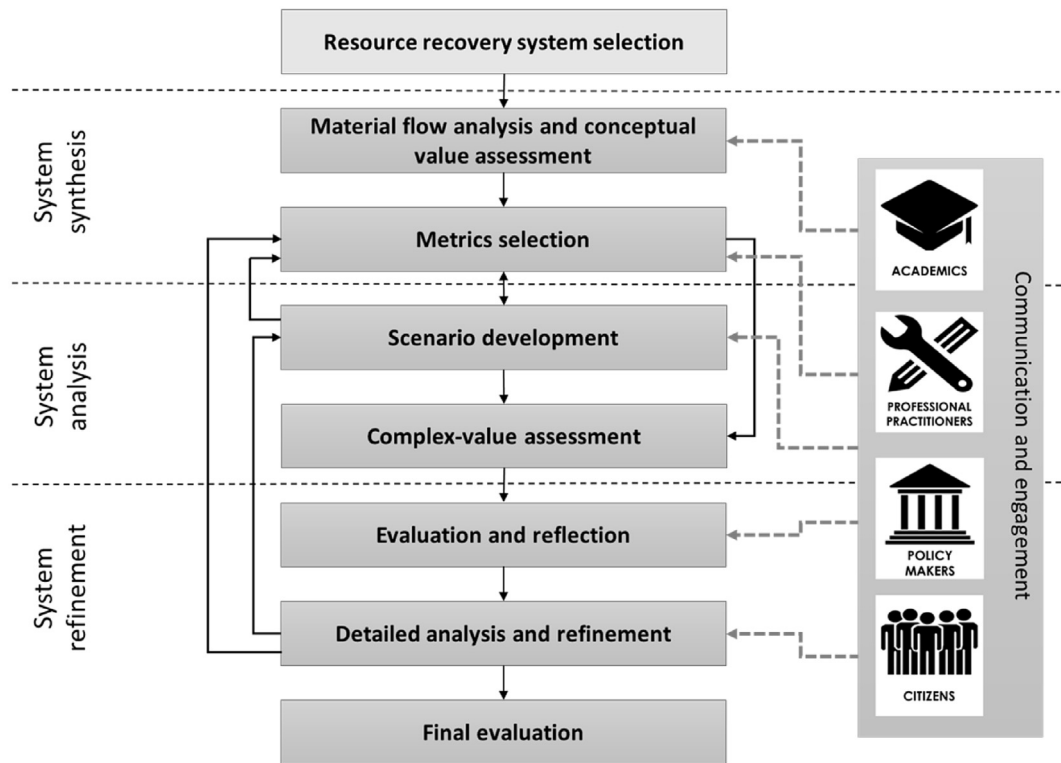 Resource recovery system selection
System
synthesis
Material flow analysis and conceptual
value assessment
Metrics selection
System
analysis
Scenario development
Complex-value assessment
System
refinement
Evaluation and reflection
Detailed analysis and refinement
Final evaluation
ACADEMICS
PROFESSIONAL
PRACTITIONERS
POLICY
MAKERS
CITIZENS
Communication and engagement